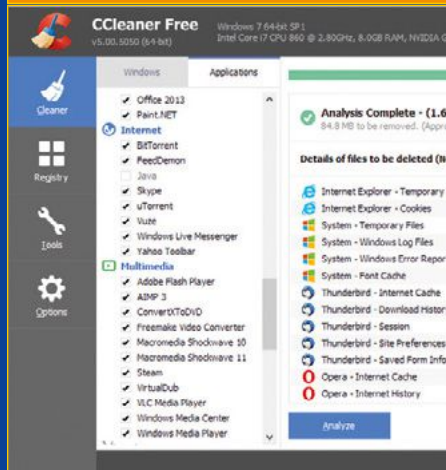 CCleaner Free
v5.00.5050 (64-bit)
Windows 7 64-bit SP1
Intel Core i7 CPU 860 @ 2.80GHz, 8.0GB RAM, NVIDIA G
Cleaner
Registry
Tools
Options
Windows
Applications
Office 2013
Paint.NET
Internet
BitTorrent
FeedDemon
Java
Skype
uTorrent
Vuze
Windows Live Messenger
Yahoo Toolbar
Multimedia
Adobe Flash Player
AIMP 3
ConvertXToDVD
Freemake Video Converter
Macromedia Shockwave 10
Macromedia Shockwave 11
Steam
VirtualDub
VLC Media Player
Windows Media Center
Windows Media Player
Analysis Complete - (1.6
84.8 MB to be removed. (Appr
Details of files to be deleted (N
Internet Explorer - Temporary
Internet Explorer - Cookies
System - Temporary Files
System - Windows Log Files
System - Windows Error Repor
System - Font Cache
Thunderbird - Internet Cache
Thunderbird - Download Histor
Thunderbird - Session
Thunderbird - Site Preferences
Thunderbird - Saved Form Info
Opera - Internet Cache
Opera - Internet History
Analyze